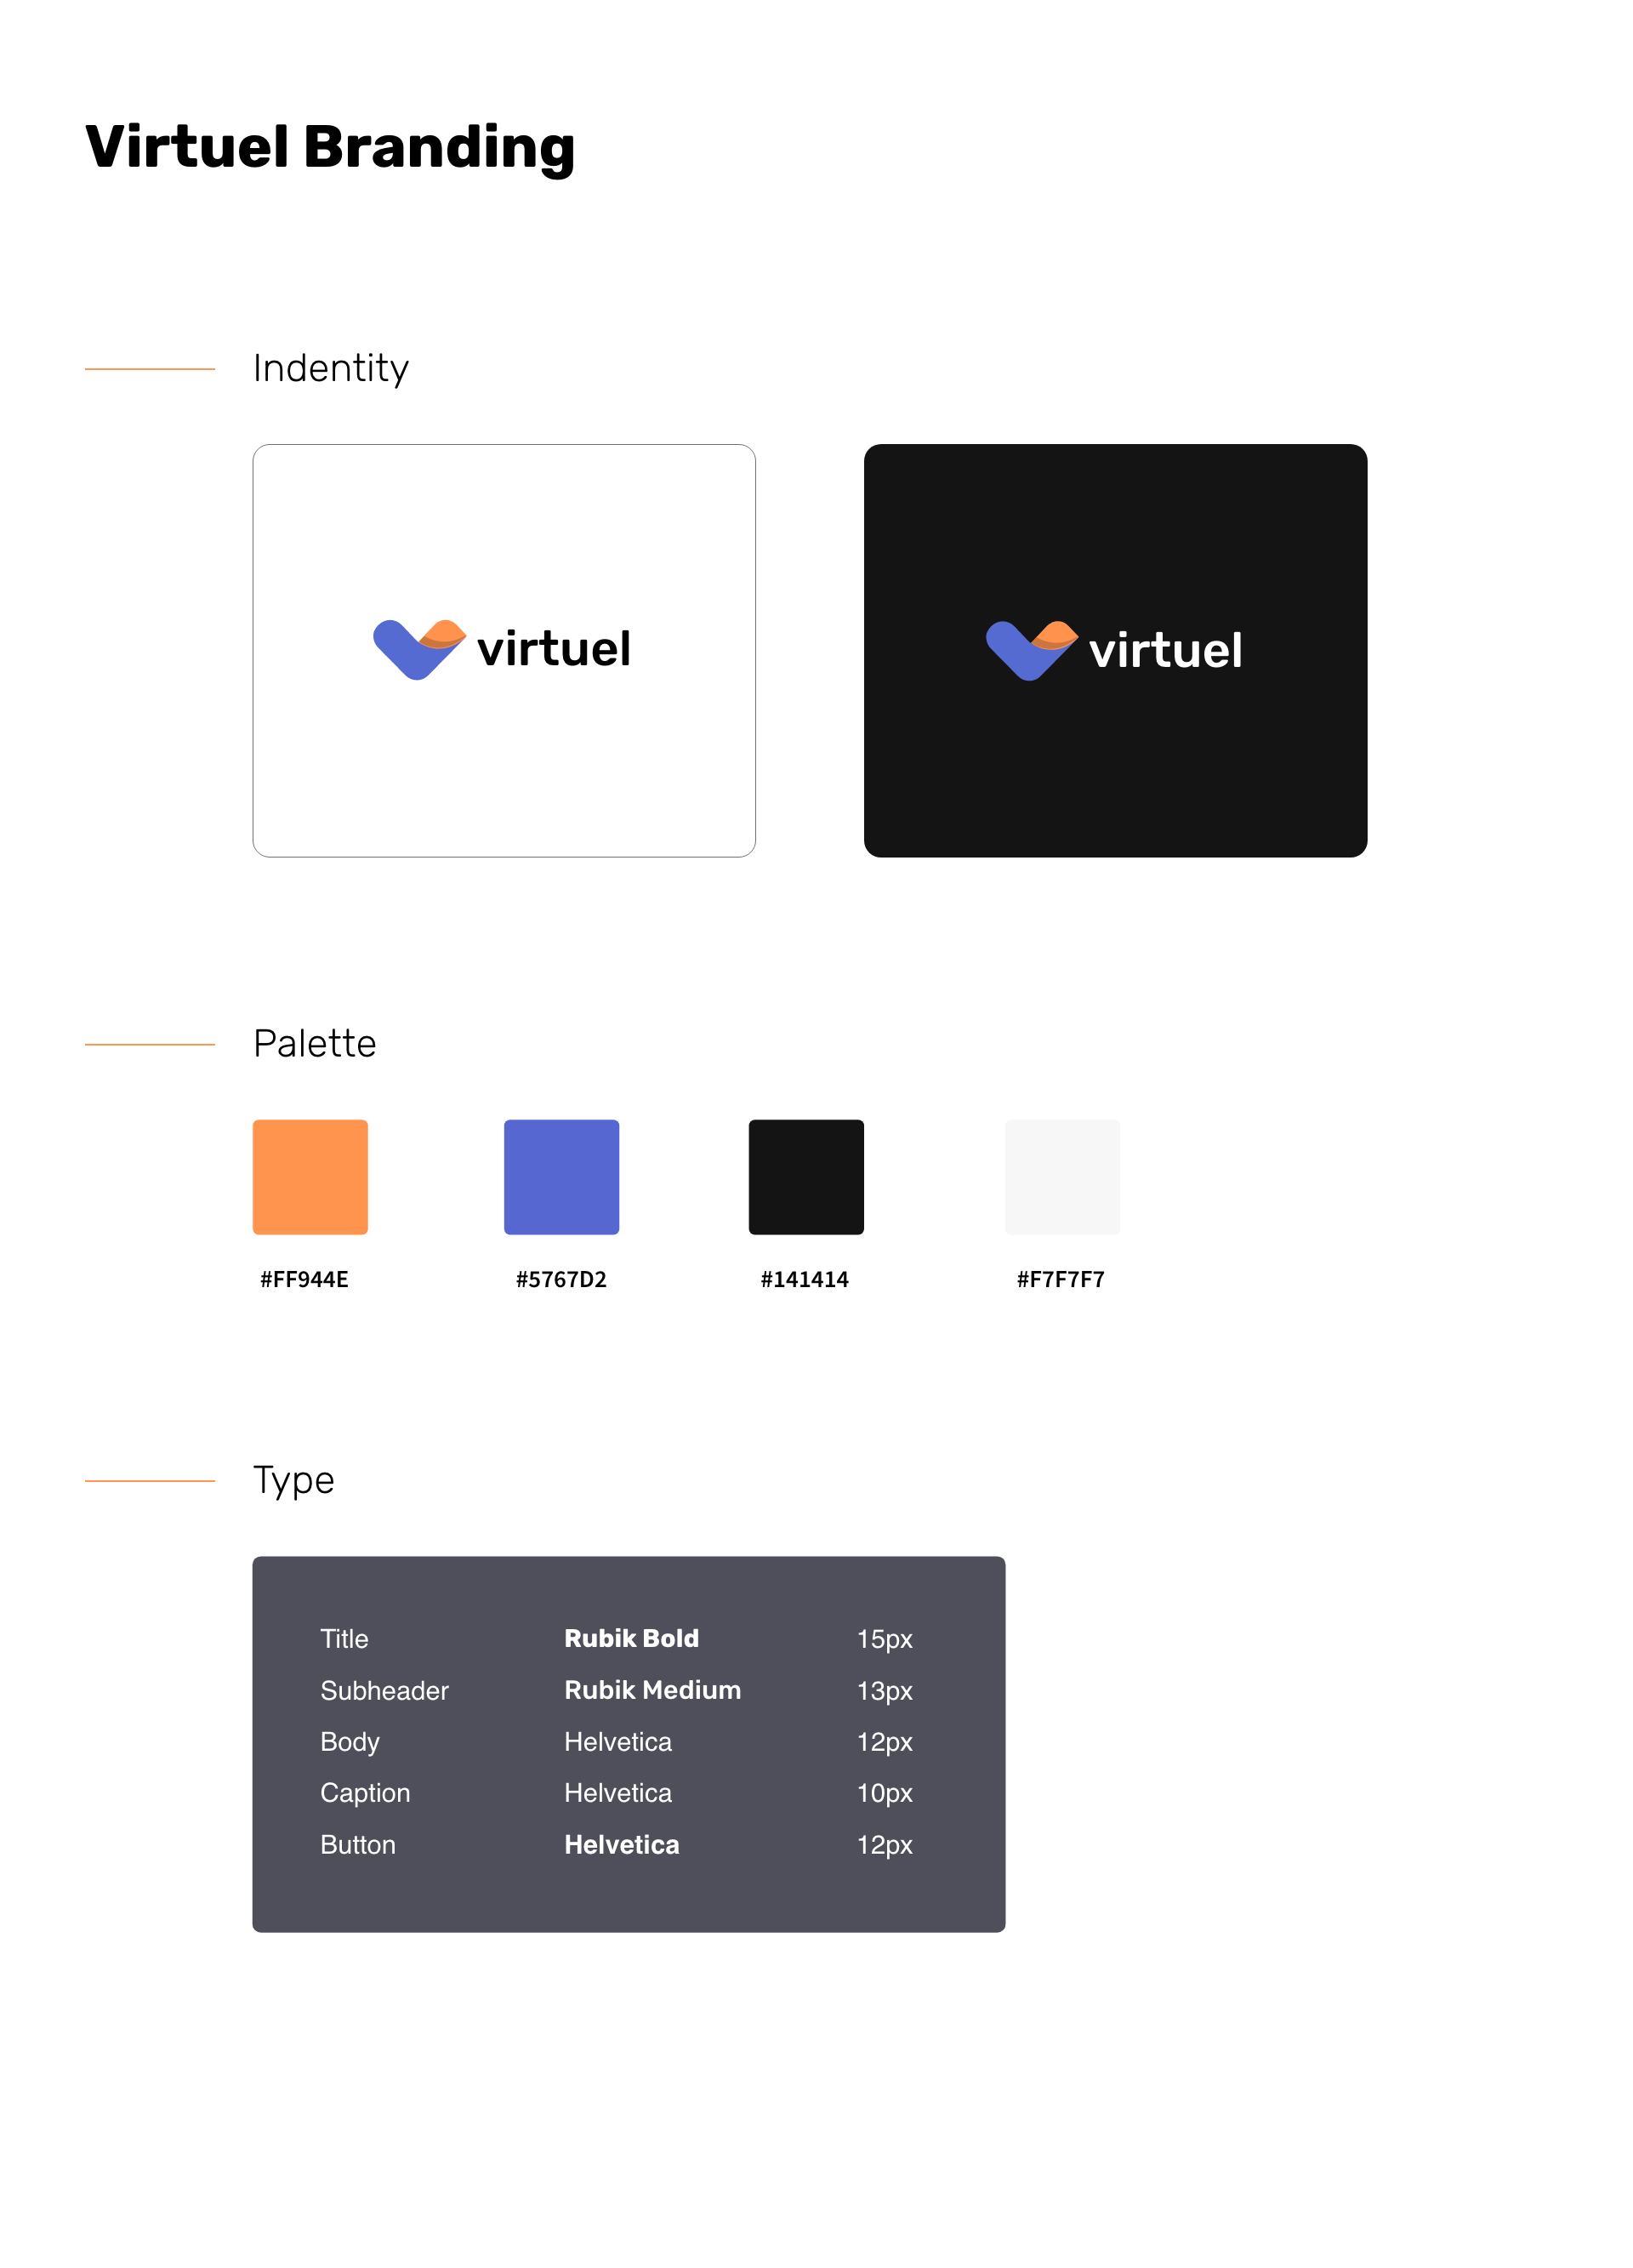 Virtuel Branding
Indentity
virtuel
virtuel
Palette
#FF944E #5767D2 #141414 #F7F7F7
Type
Title Rubik Bold 15px
Subheader Rubik Medium 13px
Body Helvetica 12px
Caption Helvetica 10px
Button Helvetica 12px